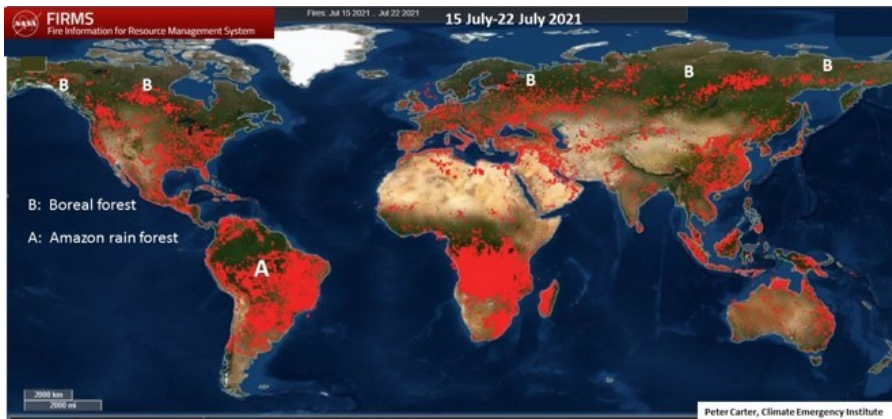 NASA
FIRMS
Fire Information for Resource Management System
Fires: Jul 15 2021 .. Jul 22 2021
15 July-22 July 2021
B
B
B
B
B
B: Boreal forest
A: Amazon rain forest
A
2000 km
2000 mi
Peter Carter, Climate Emergency Institute